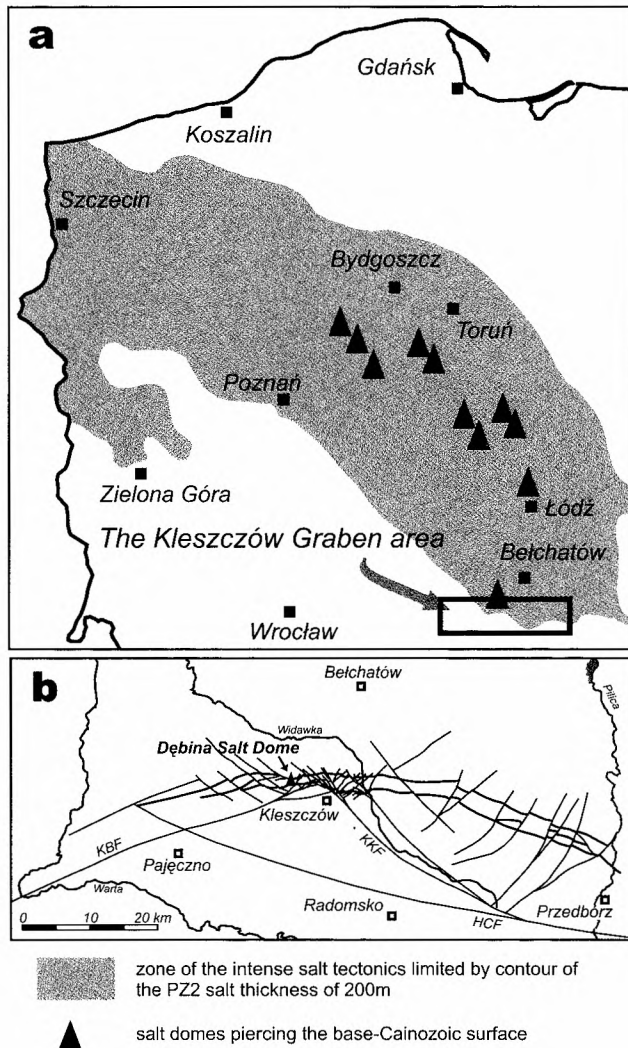 a
Gdańsk
Koszalin
Szczecin
Bydgoszcz
Toruń
Poznań
Zielona Góra
Łódź
The Kleszczów Graben area
Bełchatów
Wrocław
b
Bełchatów
Pilica
Widawka
Dębina Salt Dome
Kleszczów
KBF
KKF
Pajęczno
Warta
Radomsko
Przedbórz
HCF
0 10 20 km
zone of the intense salt tectonics limited by contour of
the PZ2 salt thickness of 200m
salt domes piercing the base-Cainozoic surface